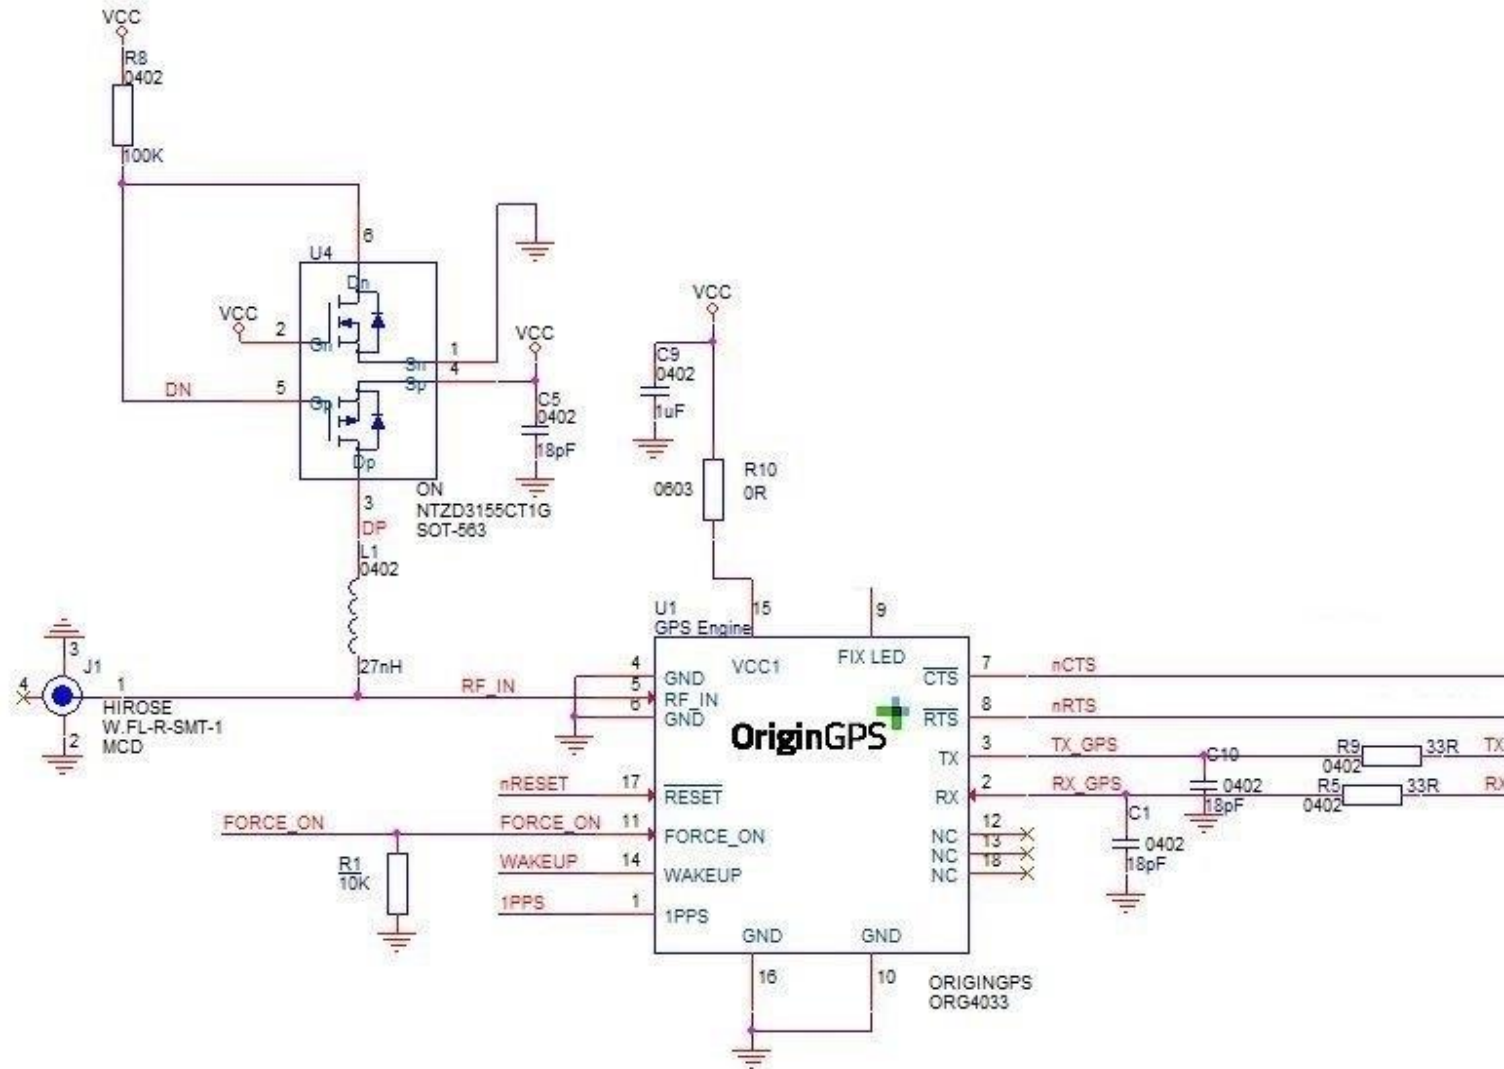 VCC
R8
0402
100K
6
U4
Dn
VCC
2
Gn
1
Sn
VCC
4
Sp
DN
5
Gp
C5
0402
18pF
Dp
3
DP
ON
NTZD3155CT1G
SOT-563
L1
0402
27nH
VCC
C9
0402
1uF
0603
R10
0R
U1
GPS Engine
15
9
VCC1
FIX LED
3
J1
4
1
HIROSE
W.FL-R-SMT-1
MCD
2
RF_IN
4
GND
5
RF_IN
6
GND
OriginGPS
CTS
7
nCTS
RTS
8
nRTS
TX
3
TX_GPS
C10
0402
18pF
R9
0402
33R
TX
RX
2
RX_GPS
C1
0402
18pF
R5
0402
33R
RX
nRESET
17
RESET
FORCE_ON
FORCE_ON
11
FORCE_ON
R1
10K
WAKEUP
14
WAKEUP
1PPS
1
1PPS
NC
12
NC
13
NC
18
GND
GND
16
10
ORIGINGPS
ORG4033